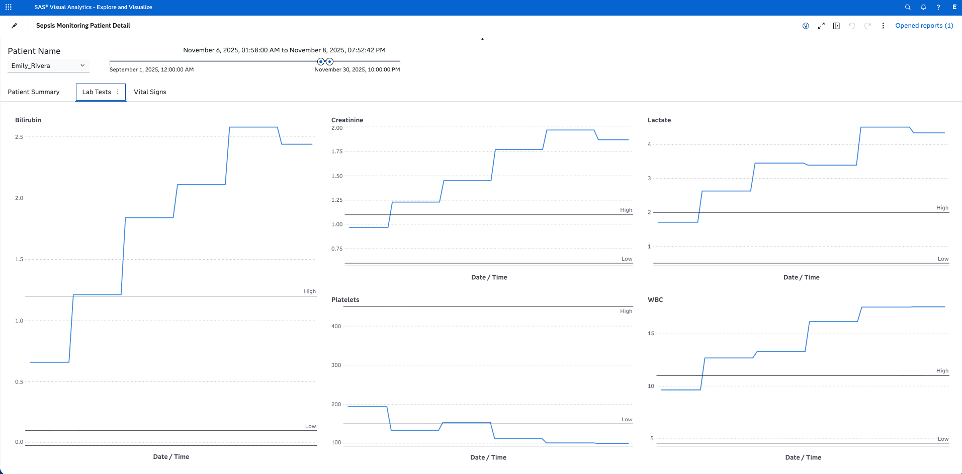 SAS® Visual Analytics - Explore and Visualize
?
E
Sepsis Monitoring Patient Detail
Opened reports (1)
Patient Name
November 6, 2025, 01:58:00 AM to November 8, 2025, 07:52:42 PM
Emily_Rivera
September 1, 2025, 12:00:00 AM
November 30, 2025, 10:00:00 PM
Patient Summary
Lab Tests
Vital Signs
Bilirubin
2.5
2.0
1.5
High
1.0
0.5
Low
0.0
Date / Time
Creatinine
2.00
1.75
1.50
1.25
High
1.00
0.75
Low
Date / Time
Lactate
4
3
High
2
1
Low
Date / Time
Platelets
High
400
300
200
Low
100
Date / Time
WBC
15
High
10
5
Low
Date / Time